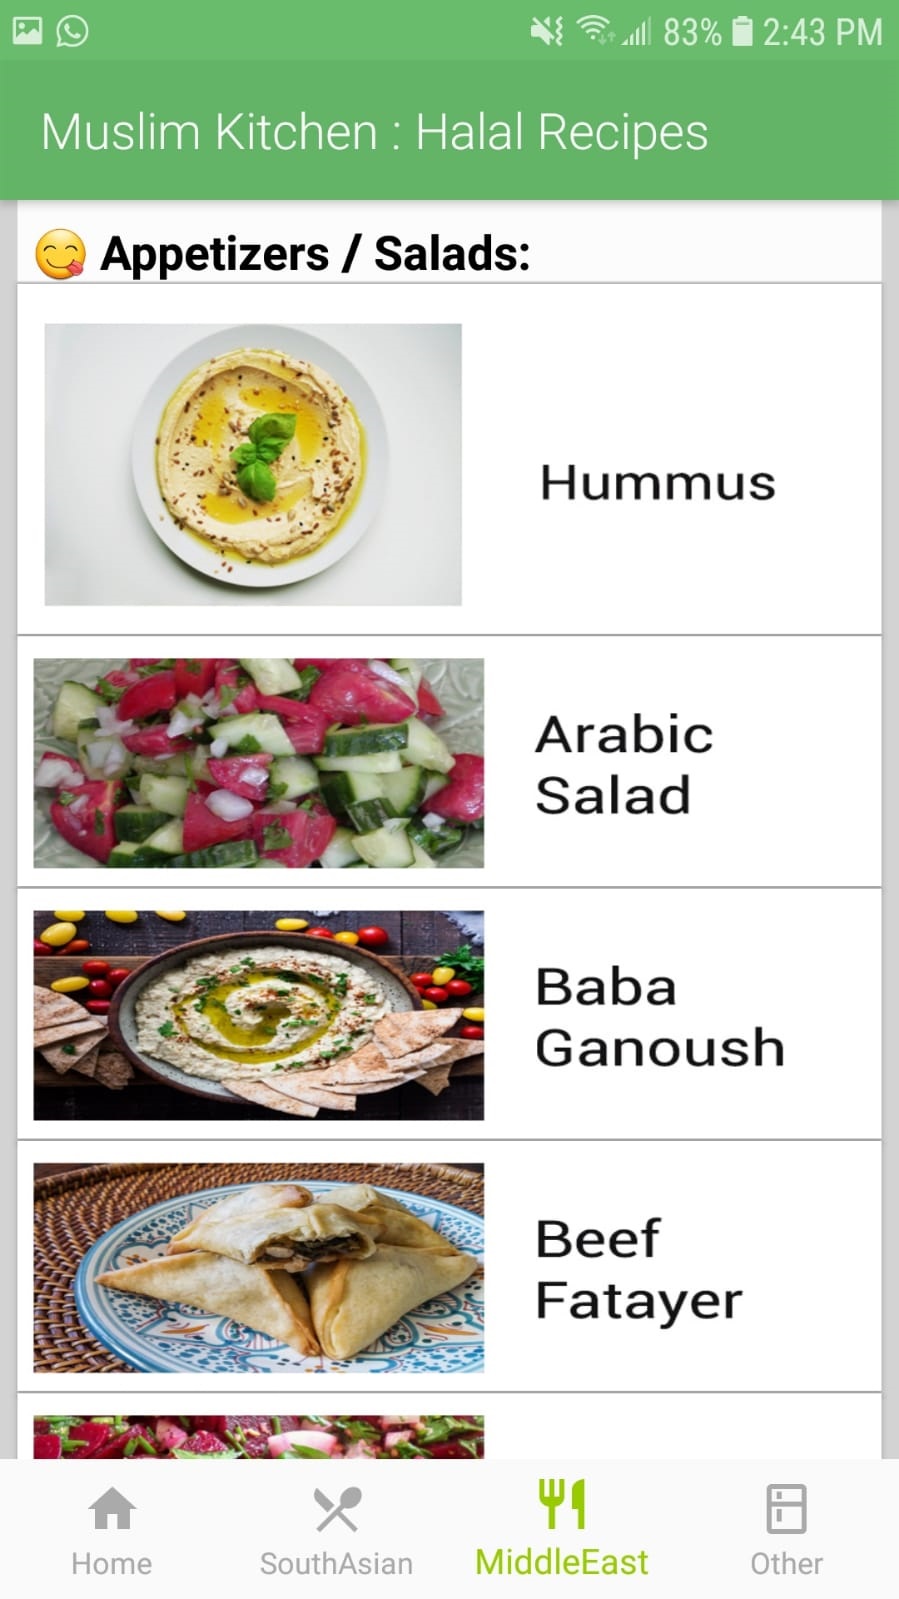 83% 2:43 PM
Muslim Kitchen : Halal Recipes
😋 Appetizers / Salads:
Hummus
Arabic
Salad
Baba
Ganoush
Beef
Fatayer
Home SouthAsian MiddleEast Other